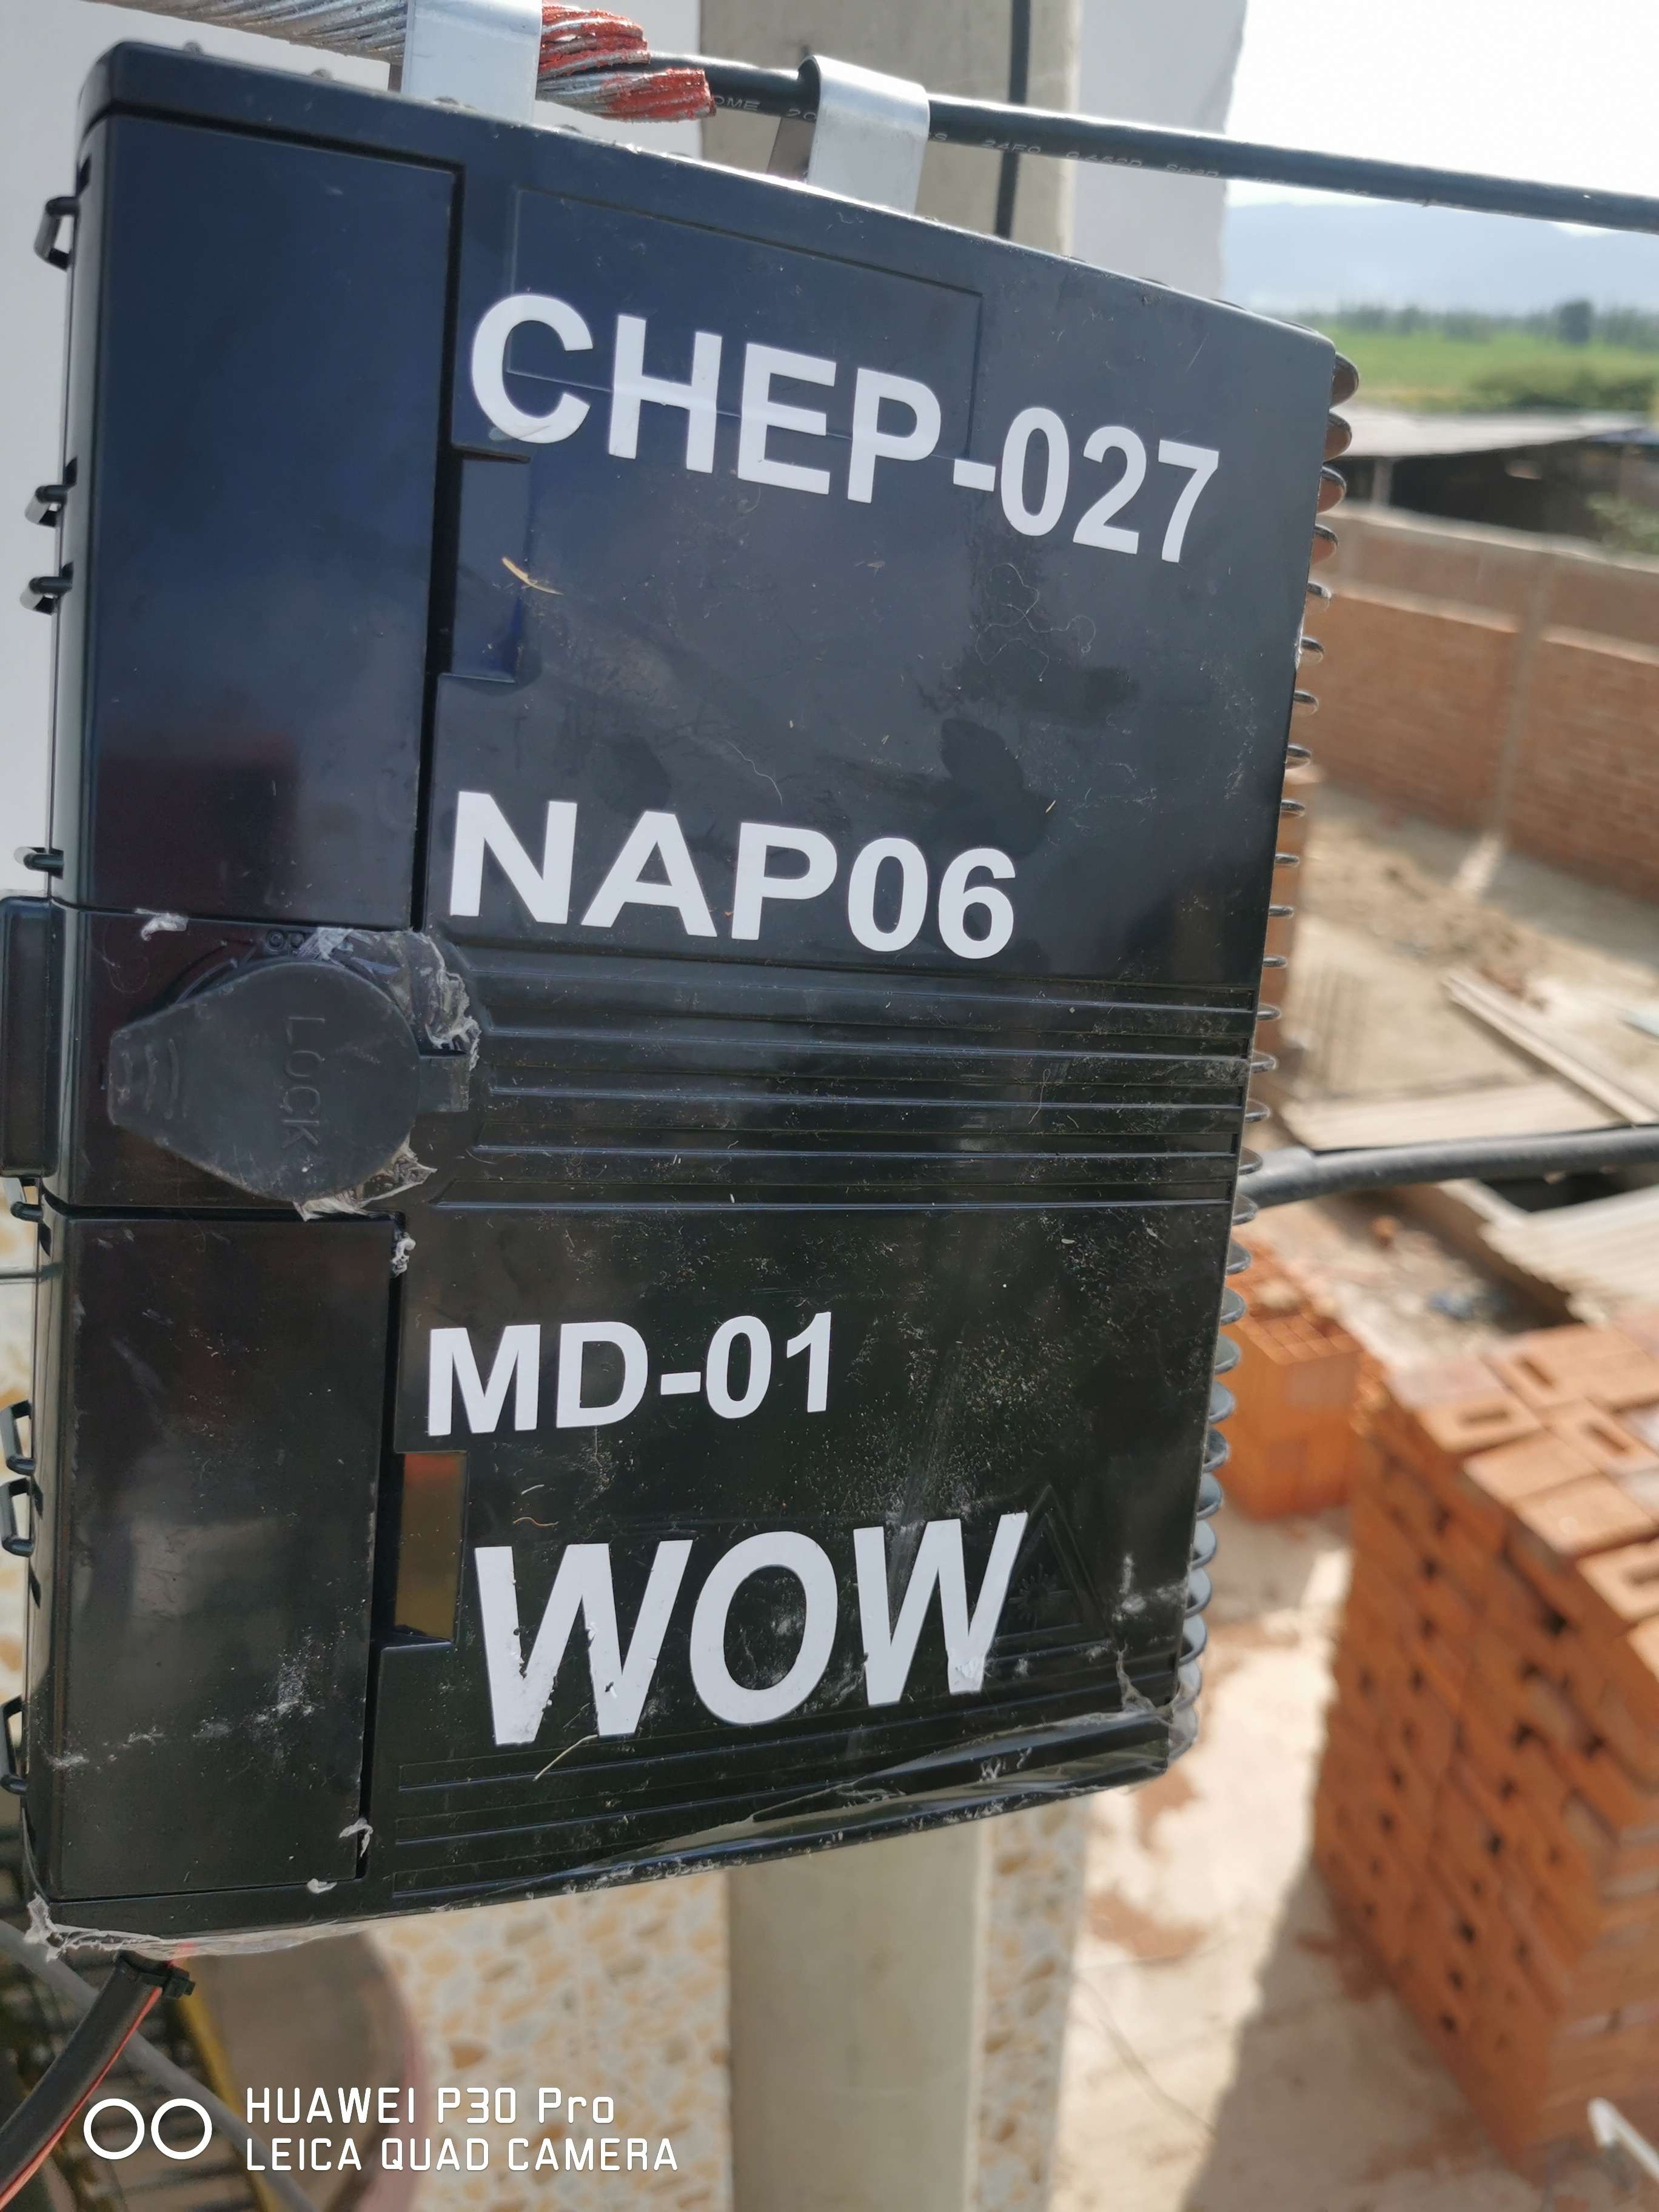 CHEP-027
NAP06
LOCK
MD-01
WOW
HUAWEI P30 Pro
LEICA QUAD CAMERA